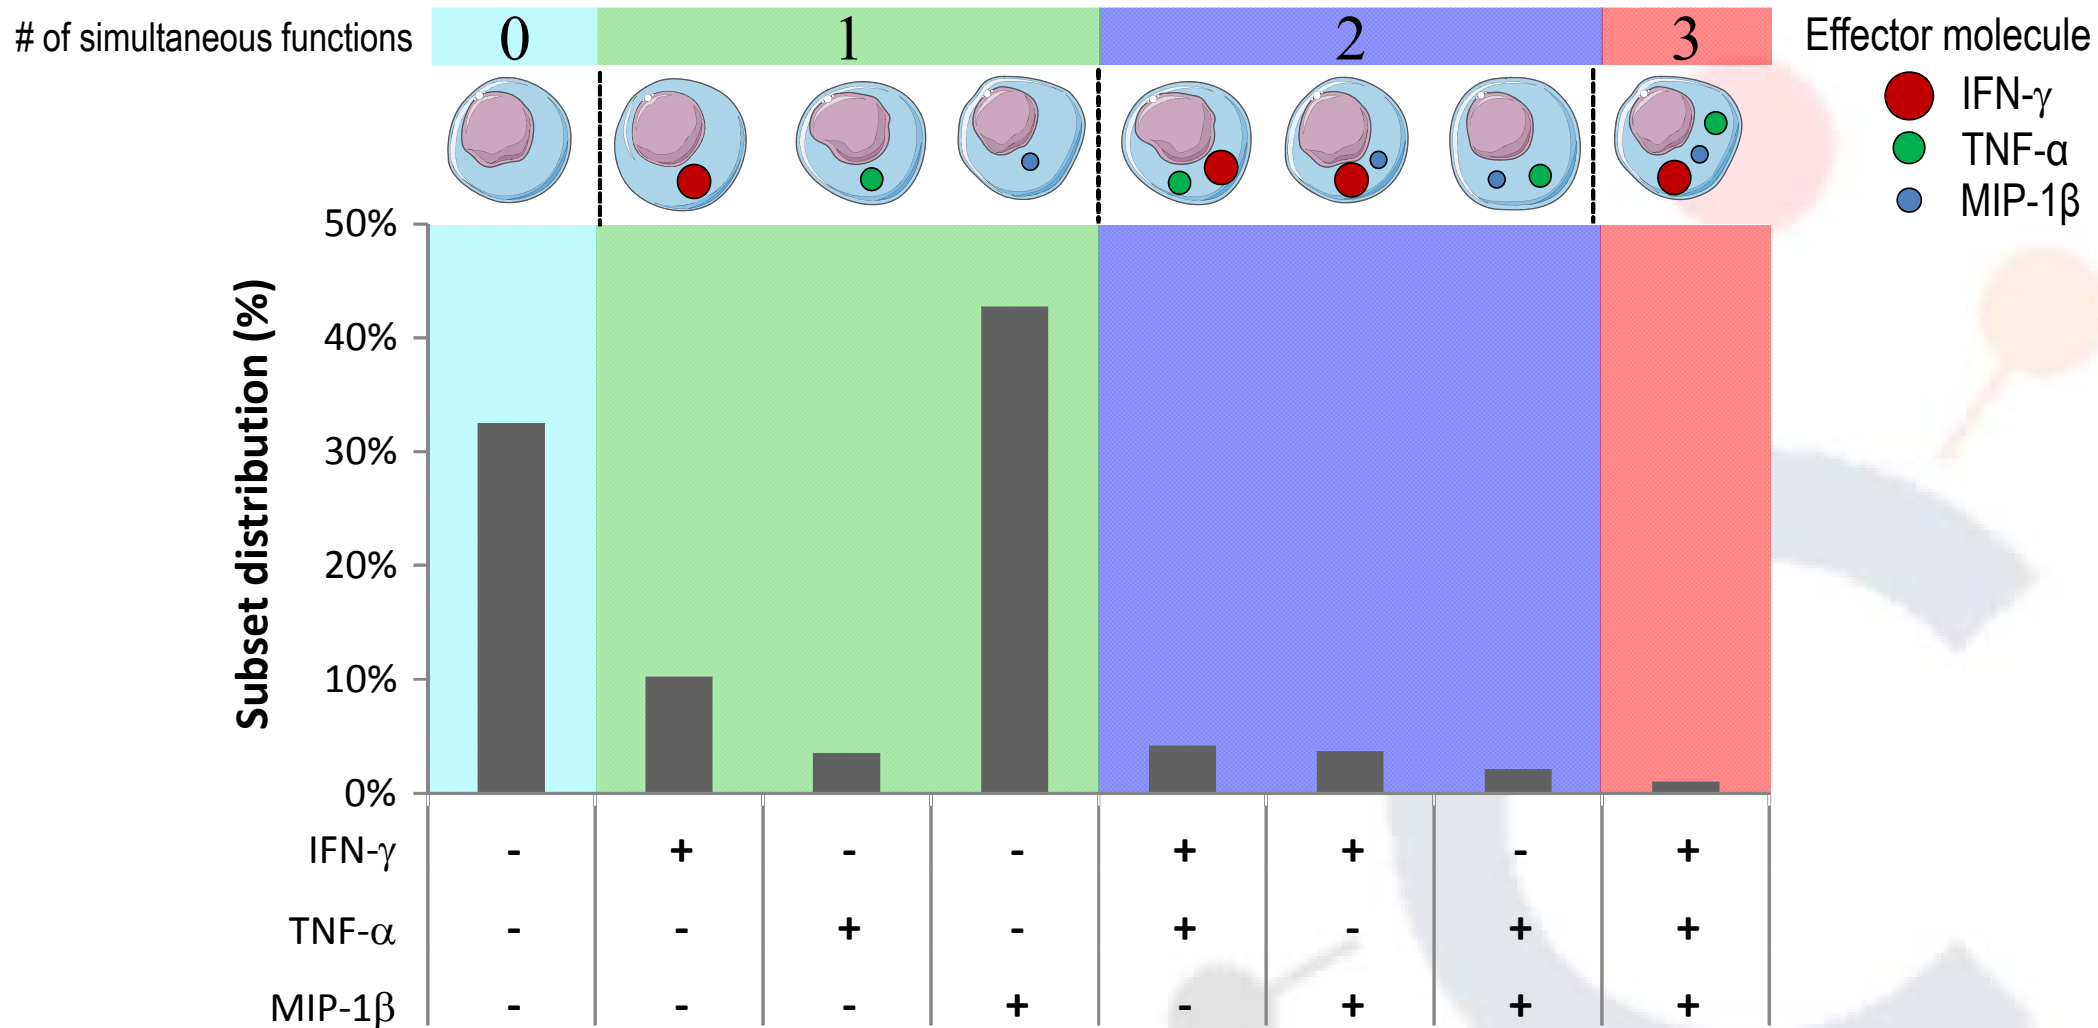 # of simultaneous functions 0 1 2 3 Effector molecule
IFN-γ
TNF-α
MIP-1β
50%
40%
30%
20%
10%
0%
Subset distribution (%)
IFN-γ - + - - + + - +
TNF-α - - + - + - + +
MIP-1β - - - + - + + +